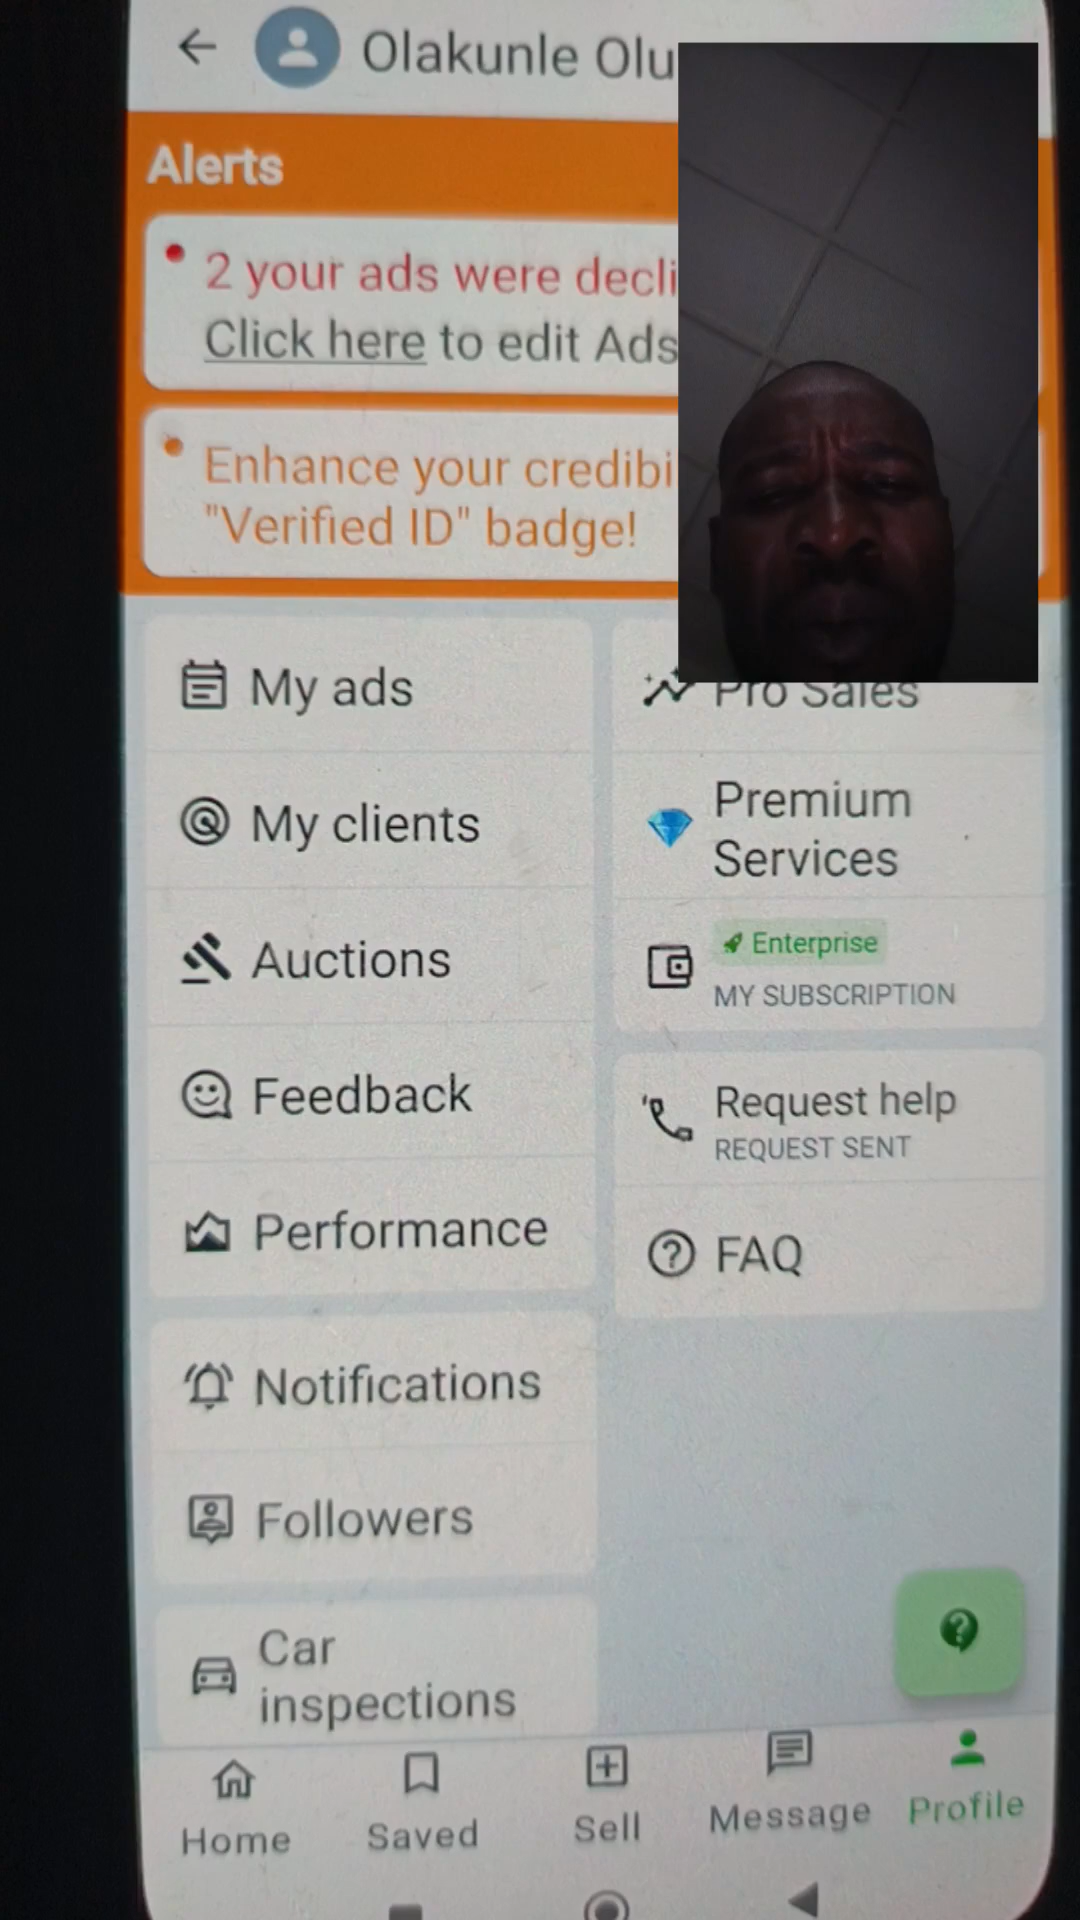 Olakunle Olu
Alerts
2 your ads were decli
Click here to edit Ads
Enhance your credibi
"Verified ID" badge!
My ads
My clients
Auctions
Feedback
Performance
Notifications
Followers
Car
inspections
Pro Sales
Premium
Services
Enterprise
MY SUBSCRIPTION
Request help
REQUEST SENT
FAQ
Home
Saved
Sell
Message
Profile